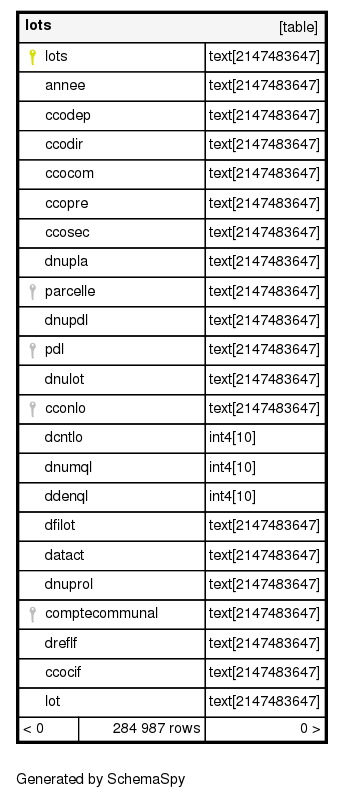 lots [table]
lots text[2147483647]
annee text[2147483647]
ccodep text[2147483647]
ccodir text[2147483647]
ccocom text[2147483647]
ccopre text[2147483647]
ccosec text[2147483647]
dnupla text[2147483647]
parcelle text[2147483647]
dnupdl text[2147483647]
pdl text[2147483647]
dnulot text[2147483647]
cconlo text[2147483647]
dcntlo int4[10]
dnumql int4[10]
ddenql int4[10]
dfilot text[2147483647]
datact text[2147483647]
dnuprol text[2147483647]
comptecommunal text[2147483647]
dreflf text[2147483647]
ccocif text[2147483647]
lot text[2147483647]
< 0 284 987 rows 0 >
Generated by SchemaSpy